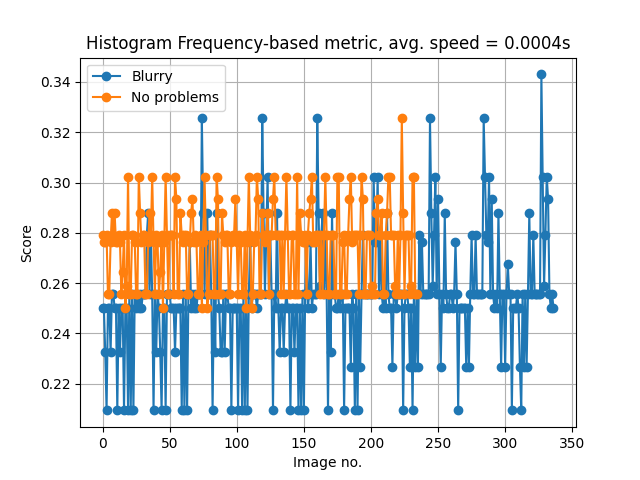 Histogram Frequency-based metric, avg. speed = 0.0004s
Blurry
No problems
0.34
0.32
0.30
0.28
0.26
0.24
0.22
Score
0 50 100 150 200 250 300 350
Image no.